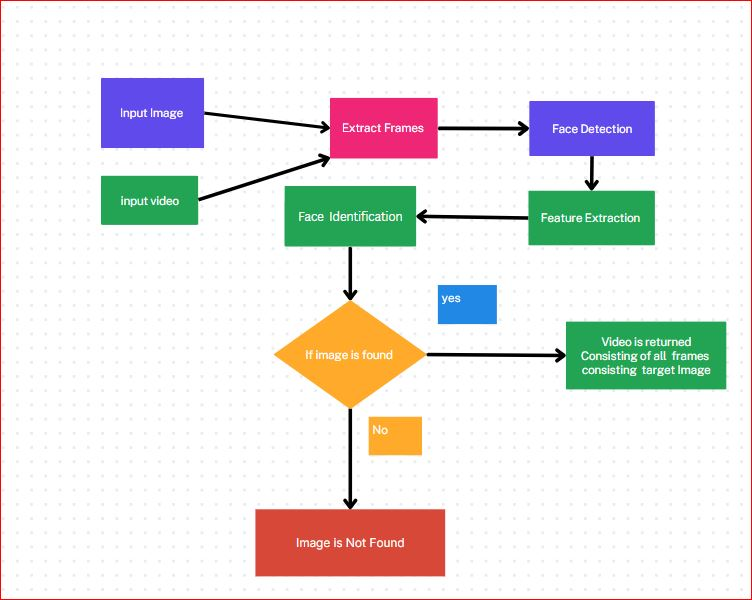 Input Image
Extract Frames
Face Detection
input video
Face Identification
Feature Extraction
yes
If image is found
Video is returned
Consisting of all frames
consisting target Image
No
Image is Not Found